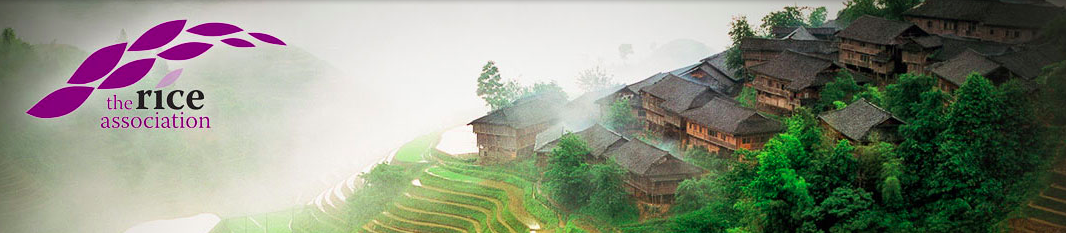 the rice
association